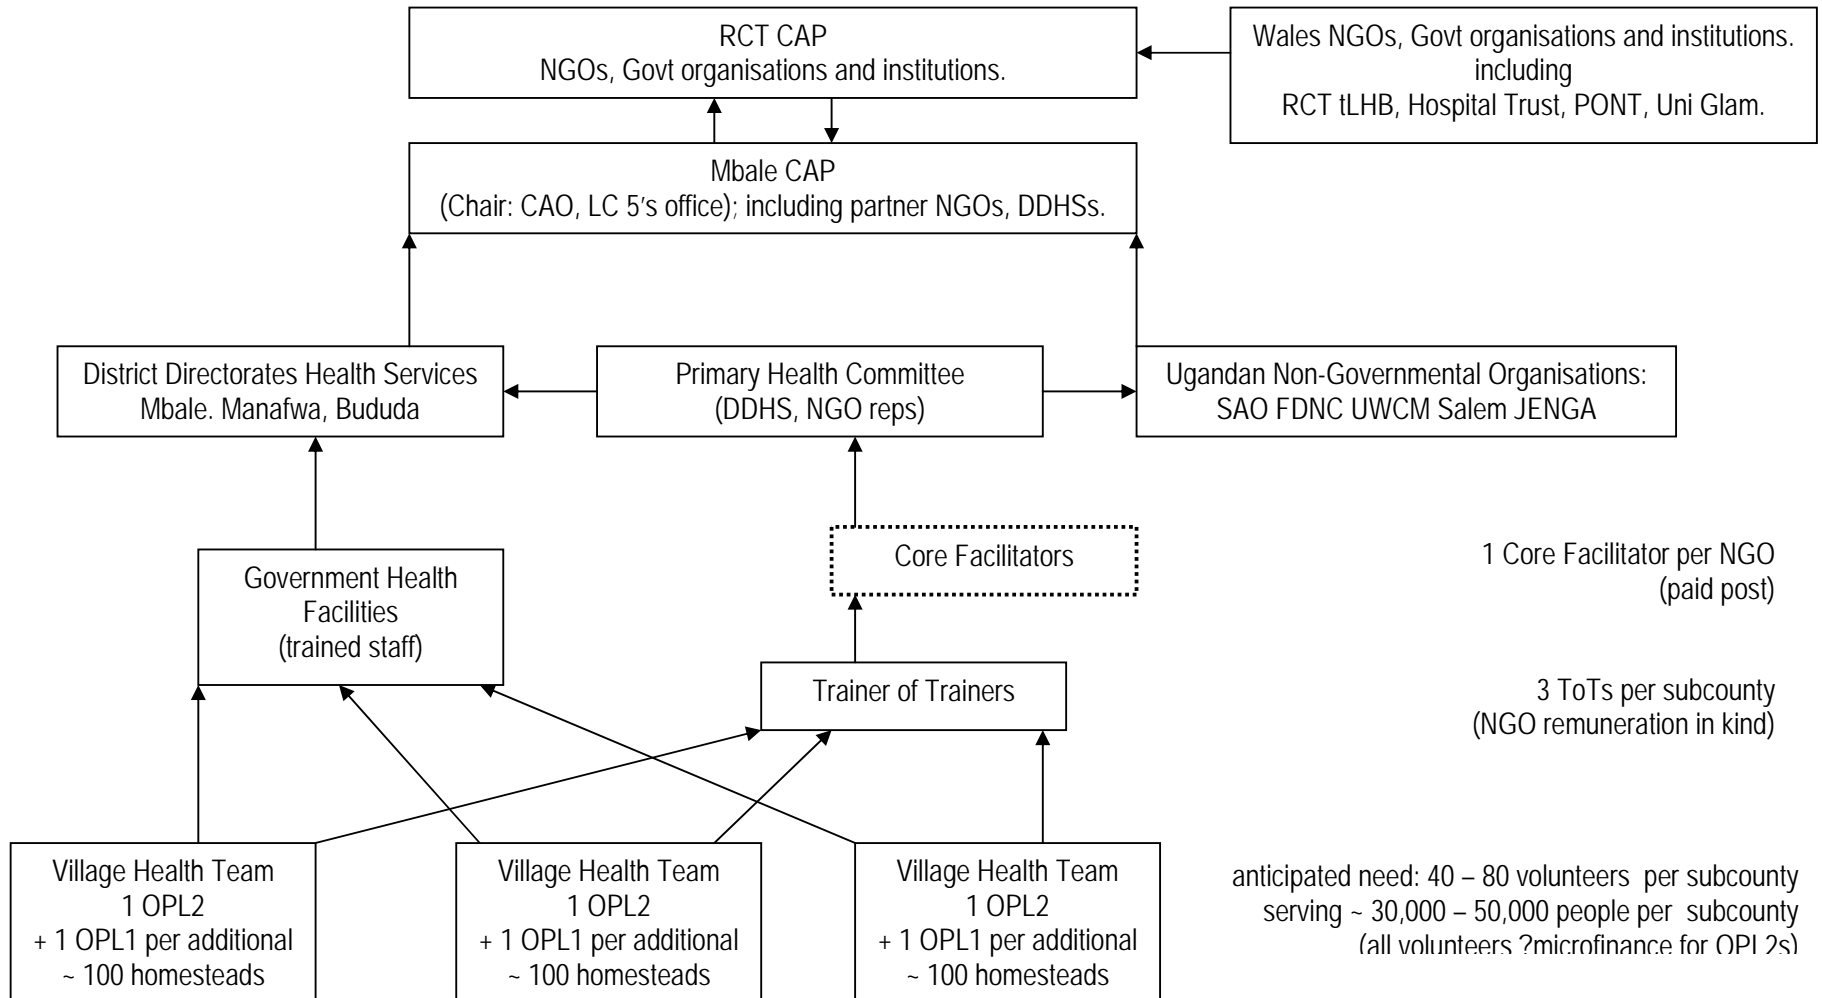 RCT CAP
NGOs, Govt organisations and institutions.
Wales NGOs, Govt organisations and institutions.
including
RCT tLHB, Hospital Trust, PONT, Uni Glam.
Mbale CAP
(Chair: CAO, LC 5's office); including partner NGOs, DDHSs.
District Directorates Health Services
Mbale. Manafwa, Bududa
Primary Health Committee
(DDHS, NGO reps)
Ugandan Non-Governmental Organisations:
SAO FDNC UWCM Salem JENGA
Government Health
Facilities
(trained staff)
Core Facilitators
1 Core Facilitator per NGO
(paid post)
Trainer of Trainers
3 ToTs per subcounty
(NGO remuneration in kind)
Village Health Team
1 OPL2
+ 1 OPL1 per additional
~ 100 homesteads
Village Health Team
1 OPL2
+ 1 OPL1 per additional
~ 100 homesteads
Village Health Team
1 OPL2
+ 1 OPL1 per additional
~ 100 homesteads
anticipated need: 40 – 80 volunteers per subcounty
serving ~ 30,000 – 50,000 people per subcounty
(all volunteers ?microfinance for OPL2s)